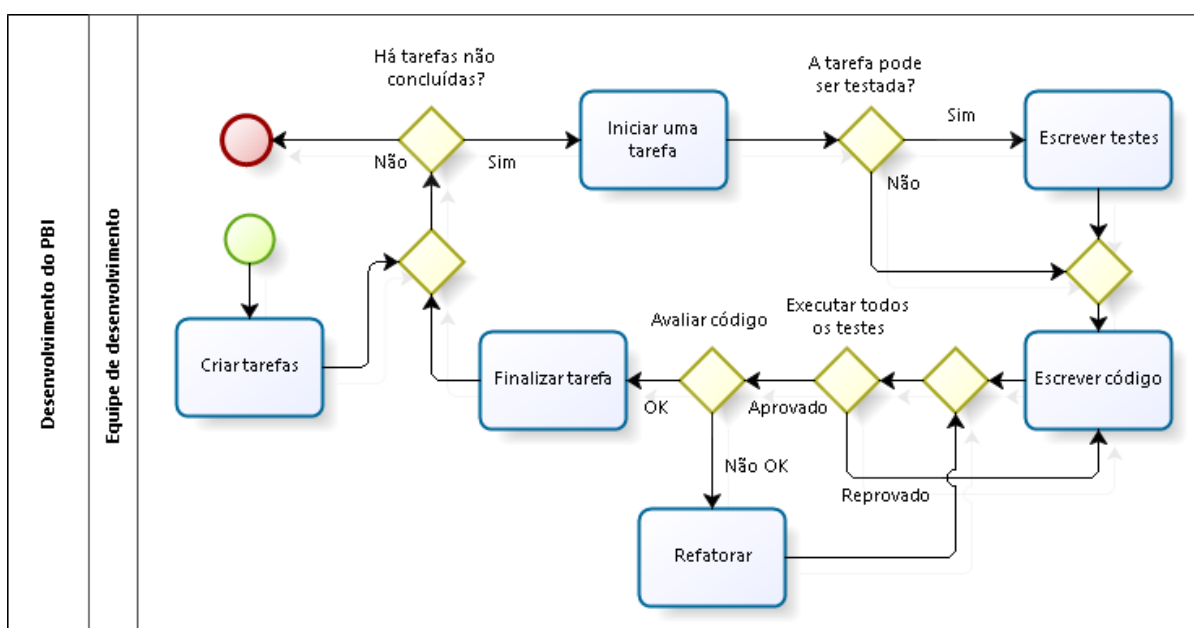 Desenvolvimento do PBI
Equipe de desenvolvimento
Há tarefas não
concluídas?
A tarefa pode
ser testada?
Não
Sim
Iniciar uma
tarefa
Sim
Não
Escrever testes
Criar tarefas
Finalizar tarefa
Avaliar código
Executar todos
os testes
OK
Aprovado
Escrever código
Não OK
Reprovado
Refatorar